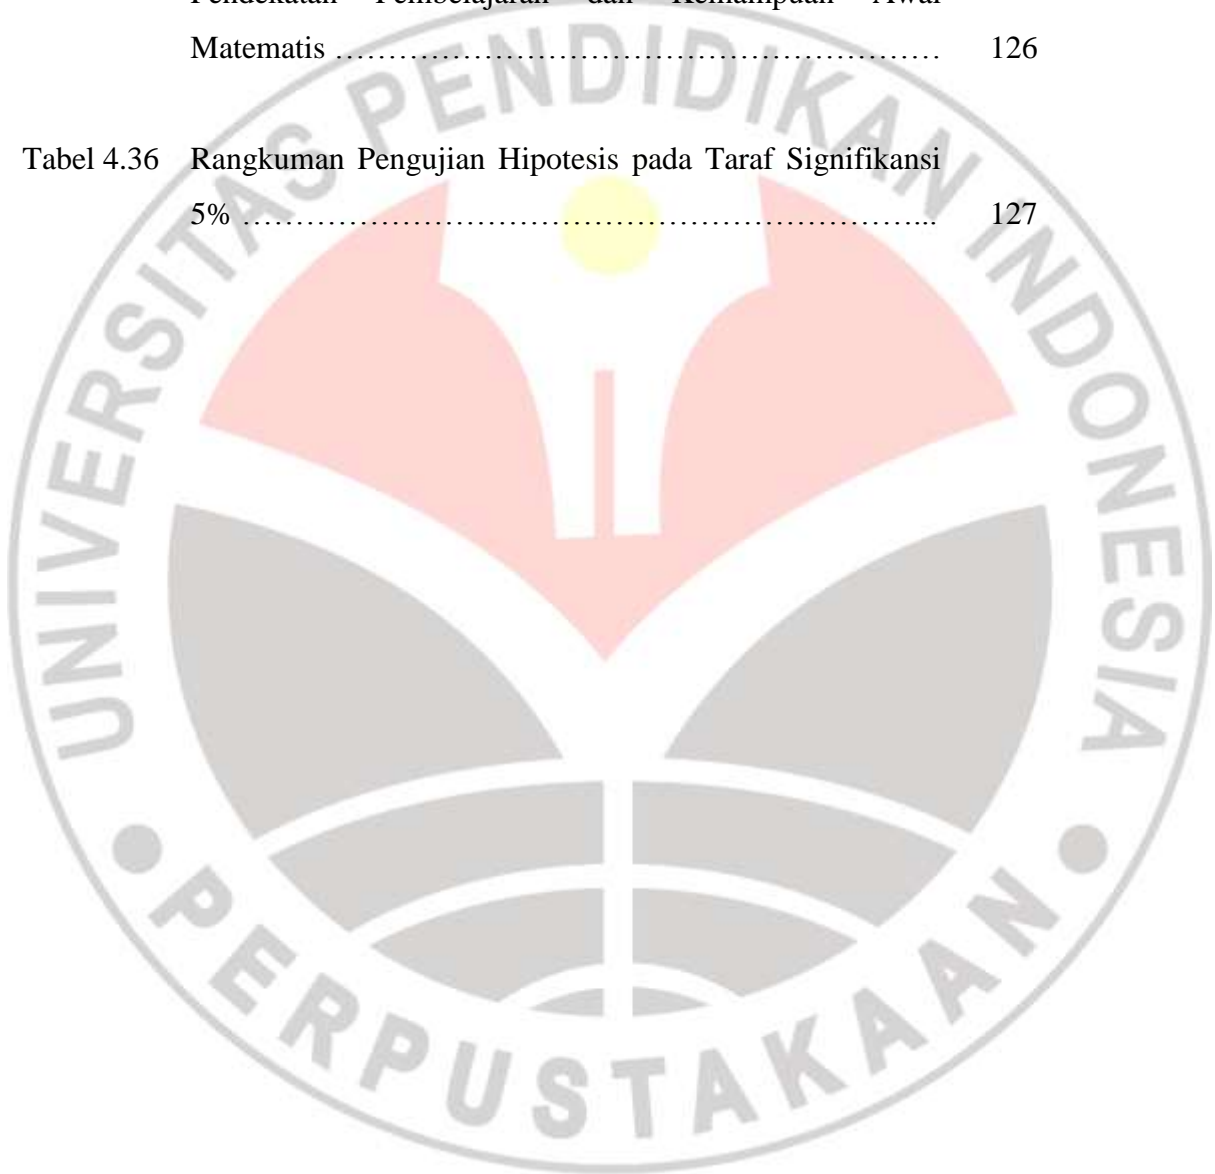 Pendekatan Pembelajaran dan Kemampuan Awal
Matematis ………………………………………………… 126
Tabel 4.36 Rangkuman Pengujian Hipotesis pada Taraf Signifikansi
5% ………………………………………………………... 127
UNIVERSITAS PENDIDIKAN INDONESIA
PERPUSTAKAAN